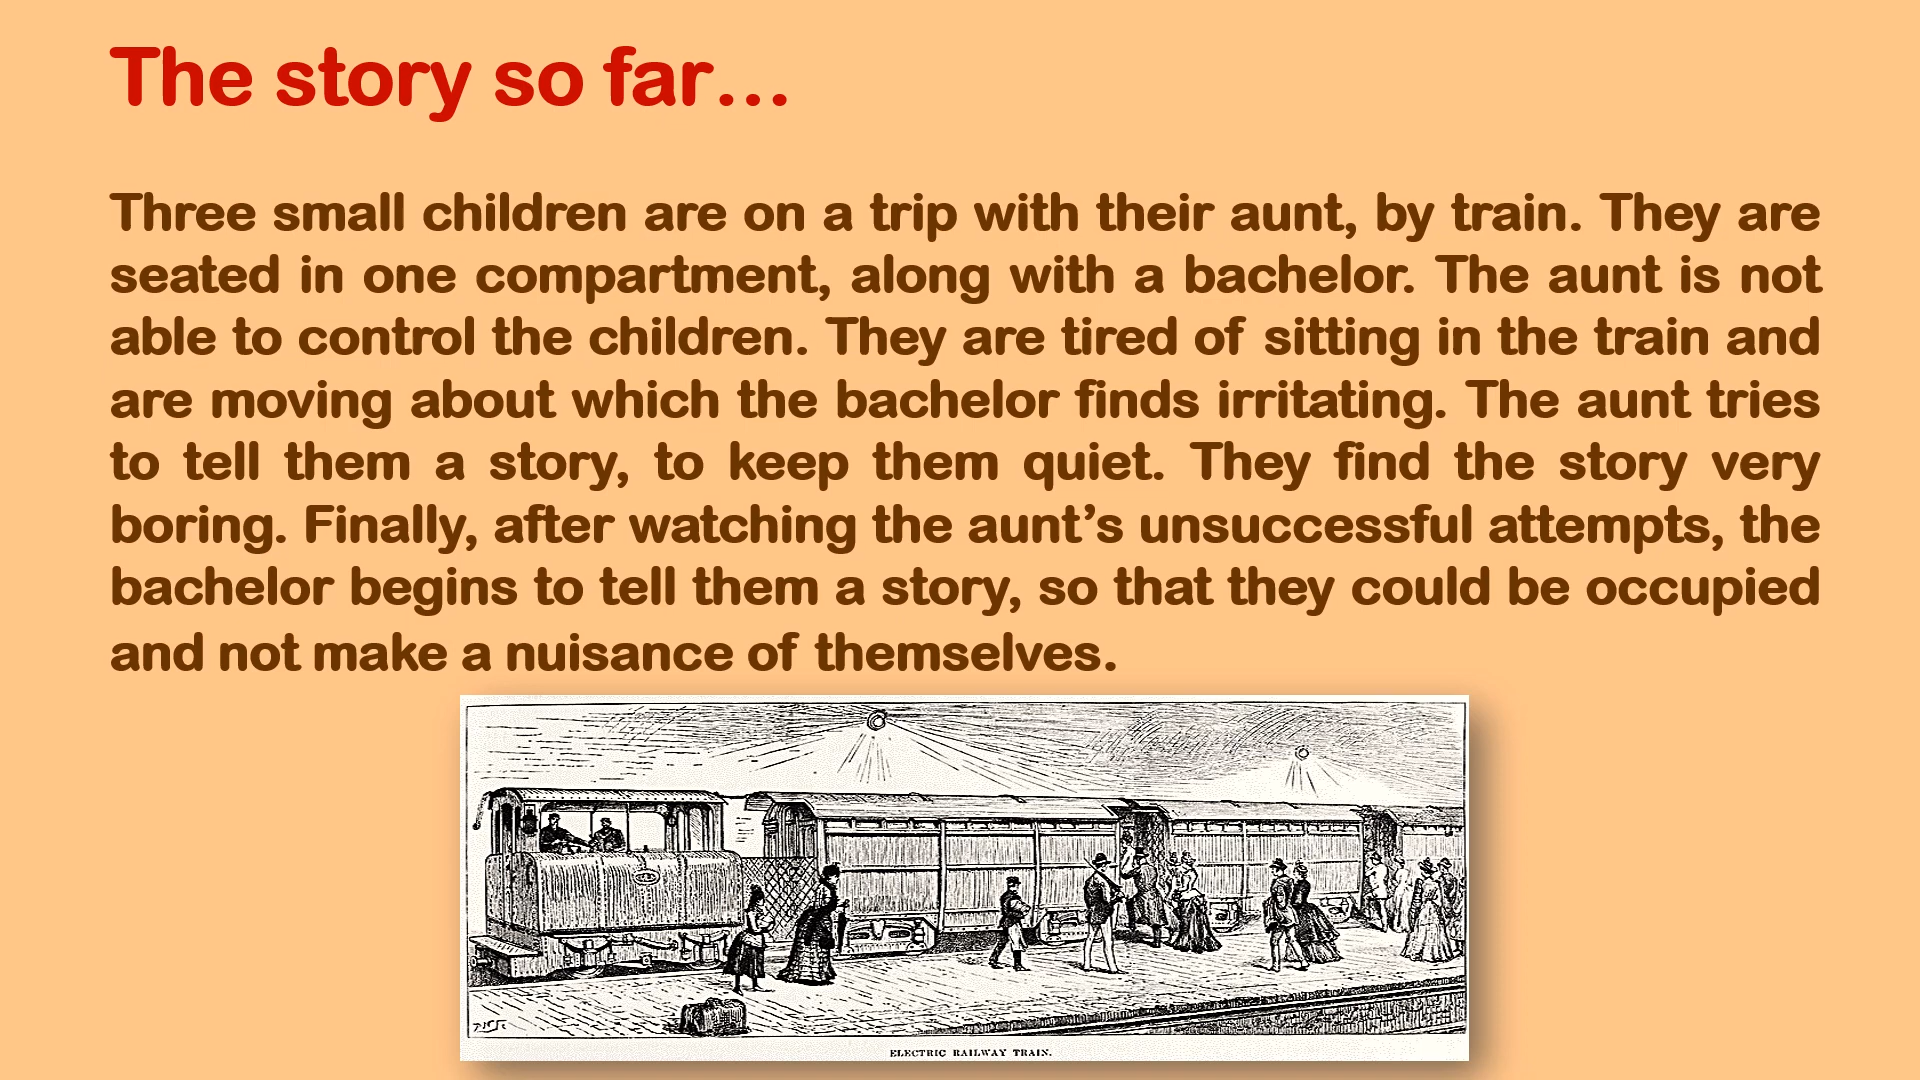 The story so far...
Three small children are on a trip with their aunt, by train. They are
seated in one compartment, along with a bachelor. The aunt is not
able to control the children. They are tired of sitting in the train and
are moving about which the bachelor finds irritating. The aunt tries
to tell them a story, to keep them quiet. They find the story very
boring. Finally, after watching the aunt’s unsuccessful attempts, the
bachelor begins to tell them a story, so that they could be occupied
and not make a nuisance of themselves.
ELECTRIC RAILWAY TRAIN.